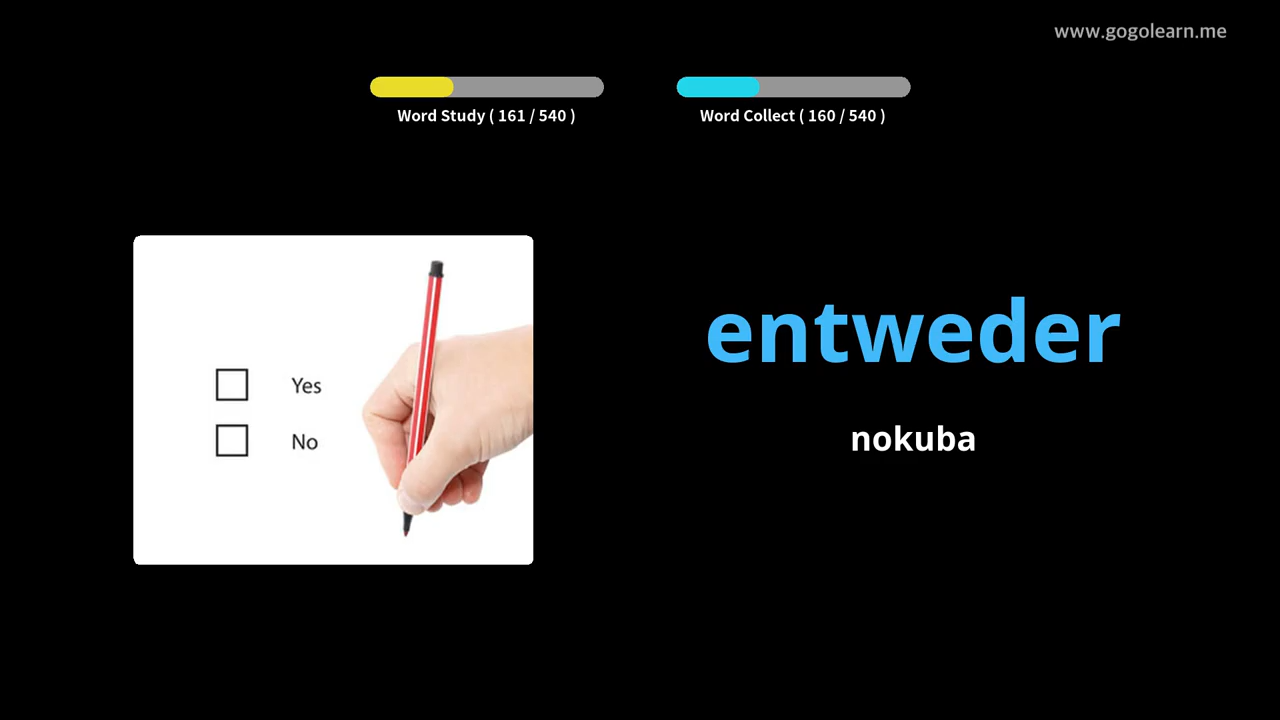 www.gogolearn.me
Word Study ( 161 / 540 )
Word Collect ( 160 / 540 )
Yes
No
entweder
nokuba